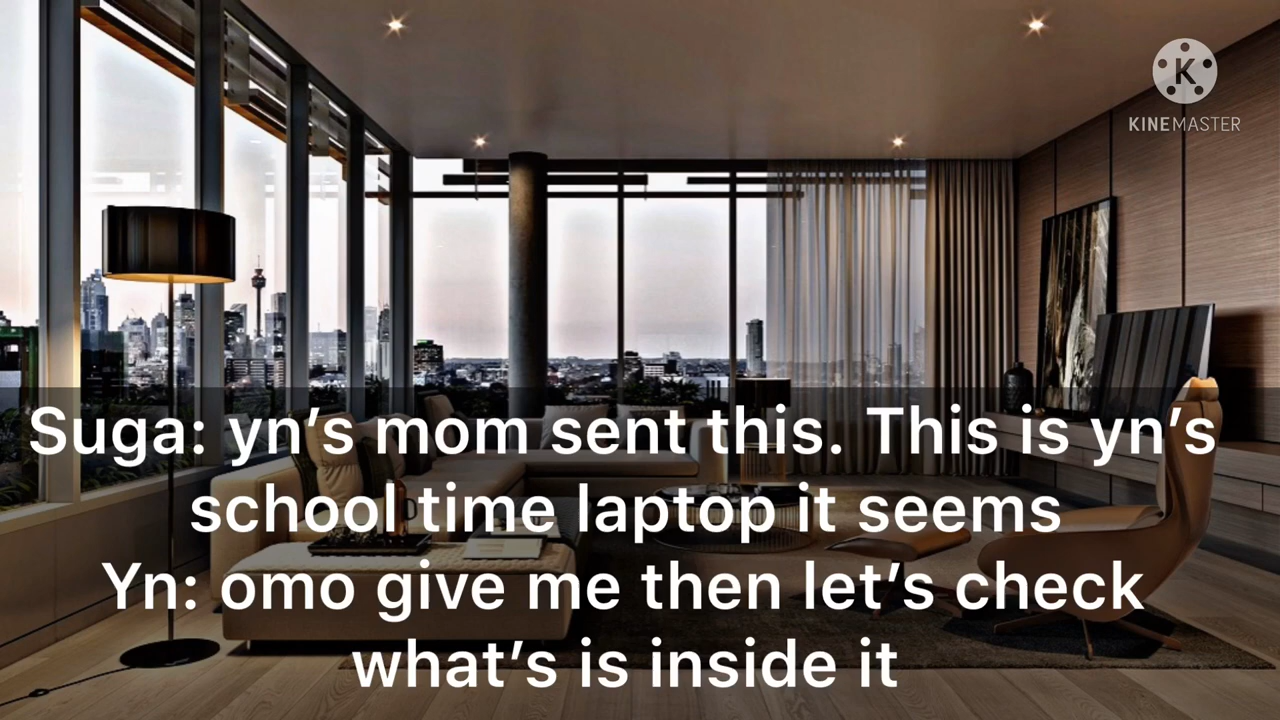 K
KINEMASTER
Suga: yn’s mom sent this. This is yn’s
school time laptop it seems
Yn: omo give me then let’s check
what’s is inside it